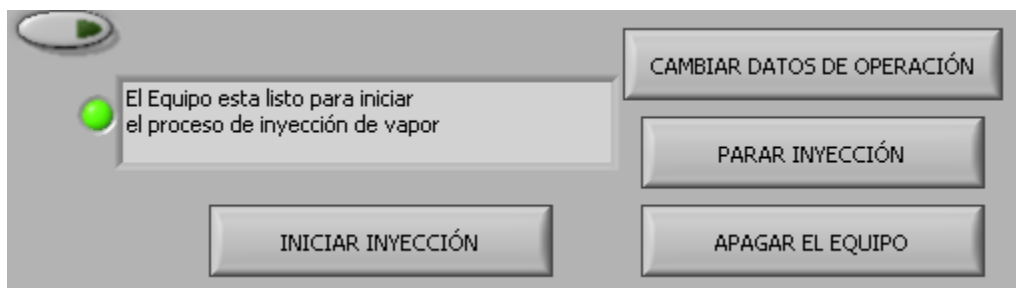 CAMBIAR DATOS DE OPERACIÓN
El Equipo esta listo para iniciar
el proceso de inyección de vapor
PARAR INYECCIÓN
INICIAR INYECCIÓN
APAGAR EL EQUIPO